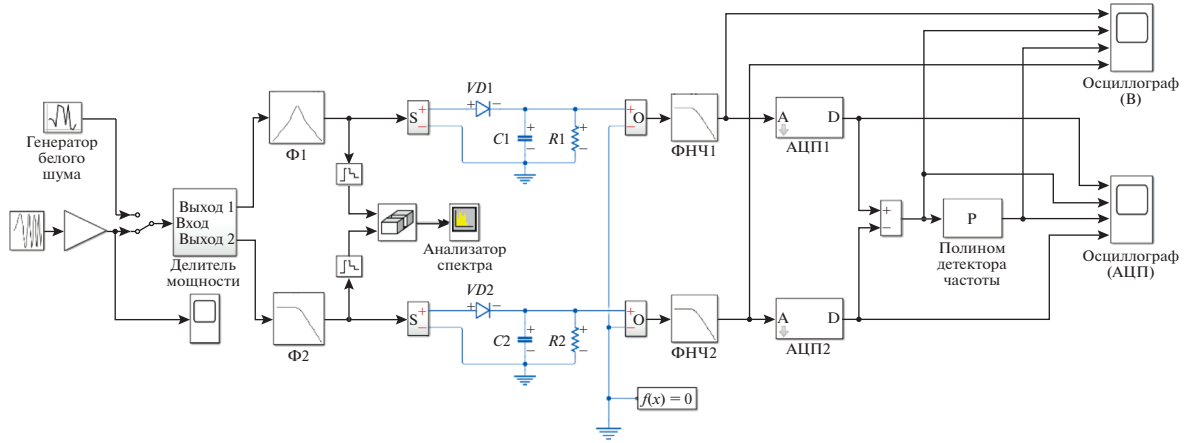 Генератор
белого
шума
Выход 1
Вход
Выход 2
Делитель
мощности
Ф1
Ф2
Анализатор
спектра
S
+
−
VD1
+
−
C1
+
−
R1
+
−
+
O
−
ФНЧ1
A
D
АЦП1
S
+
−
VD2
+
−
C2
+
−
R2
+
−
+
O
−
ФНЧ2
A
D
АЦП2
f(x) = 0
+
−
P
Полином
детектора
частоты
Осциллограф
(В)
Осциллограф
(АЦП)